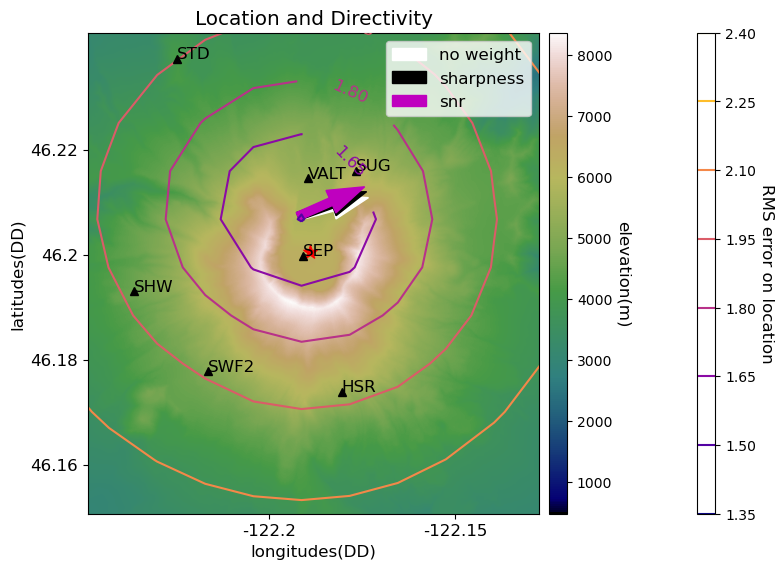 Location and Directivity
no weight
sharpness
snr
STD
1.80
1.65
VALT
SUG
SEP
SHW
SWF2
HSR
46.22
46.2
46.18
46.16
latitudes(DD)
-122.2
-122.15
longitudes(DD)
8000
7000
6000
5000
4000
3000
2000
1000
elevation(m)
2.40
2.25
2.10
1.95
1.80
1.65
1.50
1.35
RMS error on location